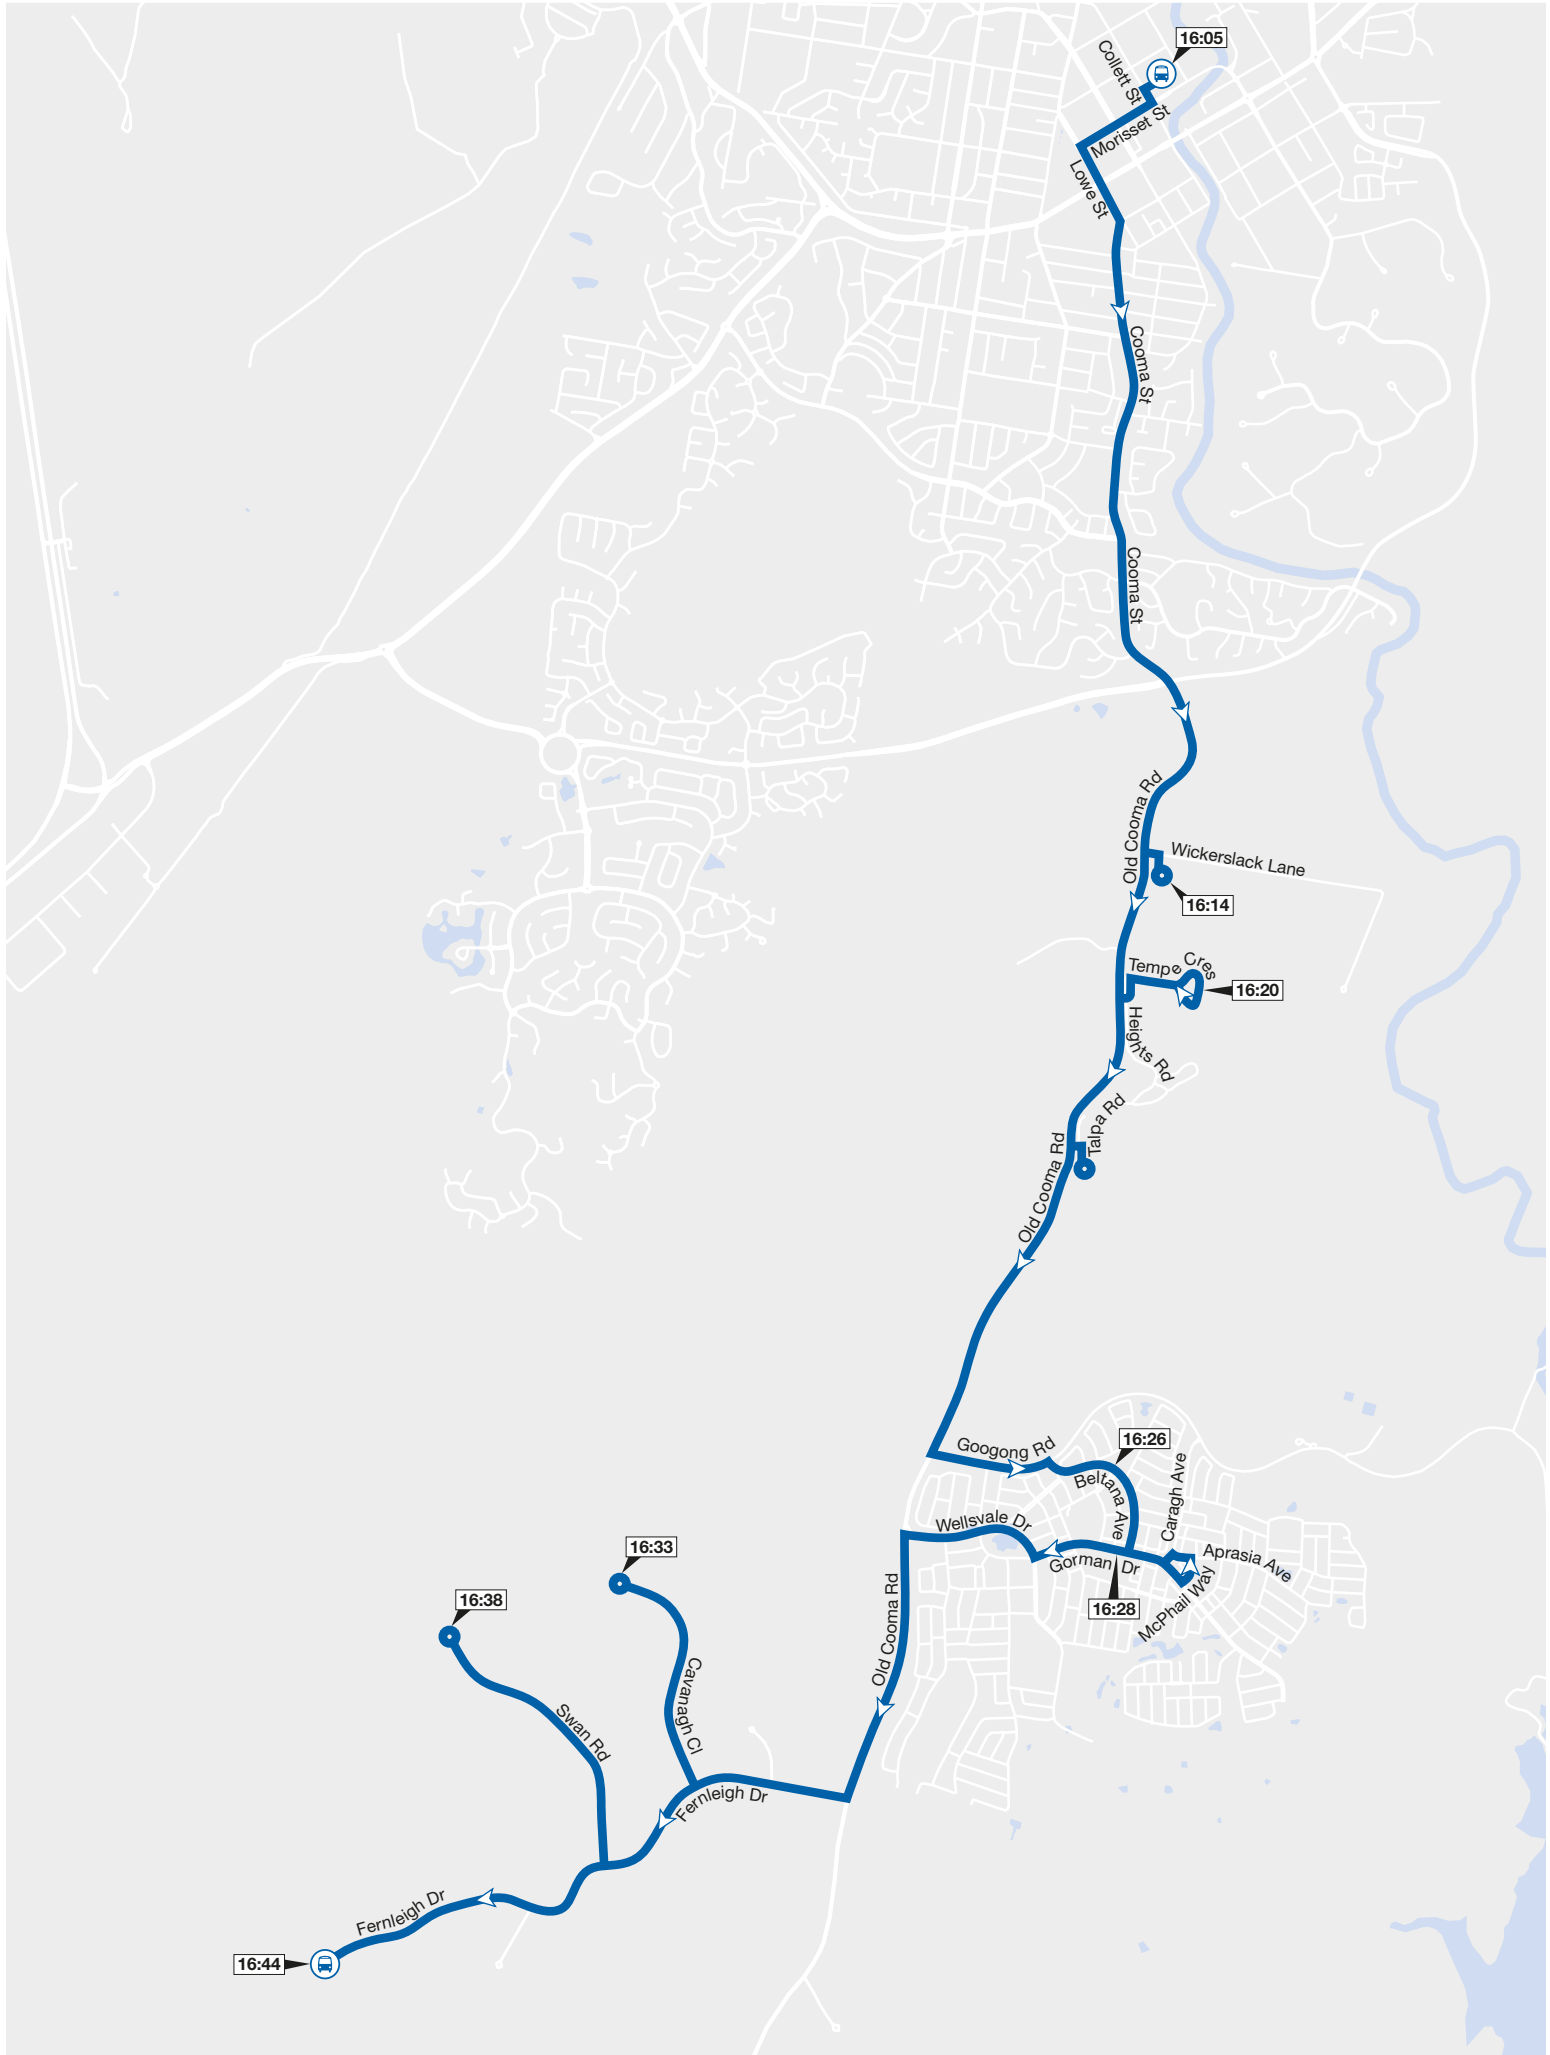 16:05
Collett St
Morisset St
Lowe St
Cooma St
Cooma St
Old Cooma Rd
Wickerslack Lane
16:14
Tempe Cres
16:20
Heights Rd
Talpa Rd
Old Cooma Rd
Googong Rd
16:26
Beltana Ave
Caragh Ave
Wellsvale Dr
Gorman Dr
Aprasia Ave
16:28
McPhail Way
16:33
Old Cooma Rd
16:38
Cavanagh Cl
Swan Rd
Fernleigh Dr
Fernleigh Dr
16:44